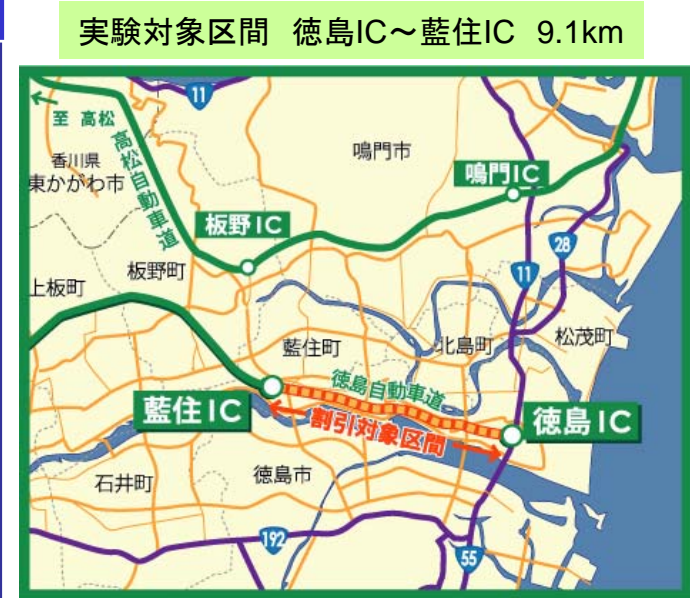 実験対象区間　徳島IC～藍住IC　9.1km
11
至 高松
高松自動車道
香川県
東かがわ市
鳴門市
鳴門IC
板野IC
28
11
板野町
上板町
藍住町
北島町
松茂町
徳島自動車道
藍住IC
割引対象区間
徳島IC
石井町
徳島市
192
55